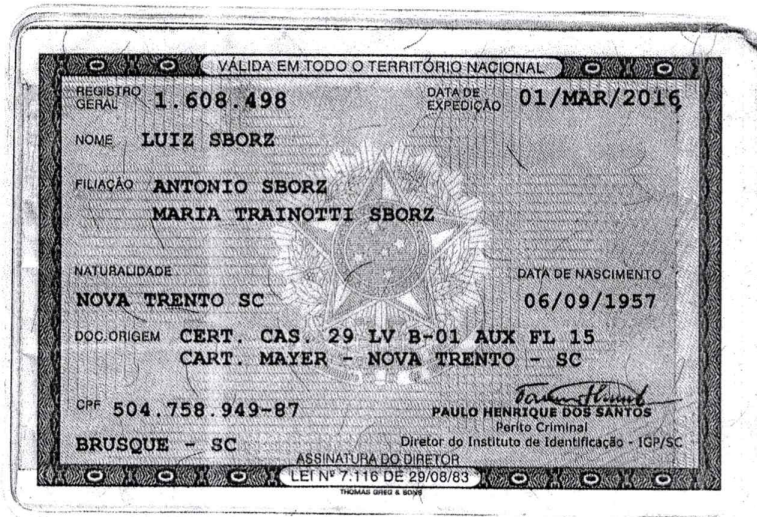 VÁLIDA EM TODO O TERRITÓRIO NACIONAL
REGISTRO GERAL 1.608.498 DATA DE EXPEDIÇÃO 01/MAR/2016
NOME LUIZ SBORZ
FILIAÇÃO ANTONIO SBORZ
MARIA TRAINOTTI SBORZ
NATURALIDADE DATA DE NASCIMENTO
NOVA TRENTO SC 06/09/1957
DOC.ORIGEM CERT. CAS. 29 LV B-01 AUX FL 15
CART. MAYER - NOVA TRENTO - SC
CPF 504.758.949-87
PAULO HENRIQUE DOS SANTOS
Perito Criminal
BRUSQUE - SC Diretor do Instituto de Identificação - IGP/SC
ASSINATURA DO DIRETOR
LEI Nº 7.116 DE 29/08/83
THOMAS GREG & SONS